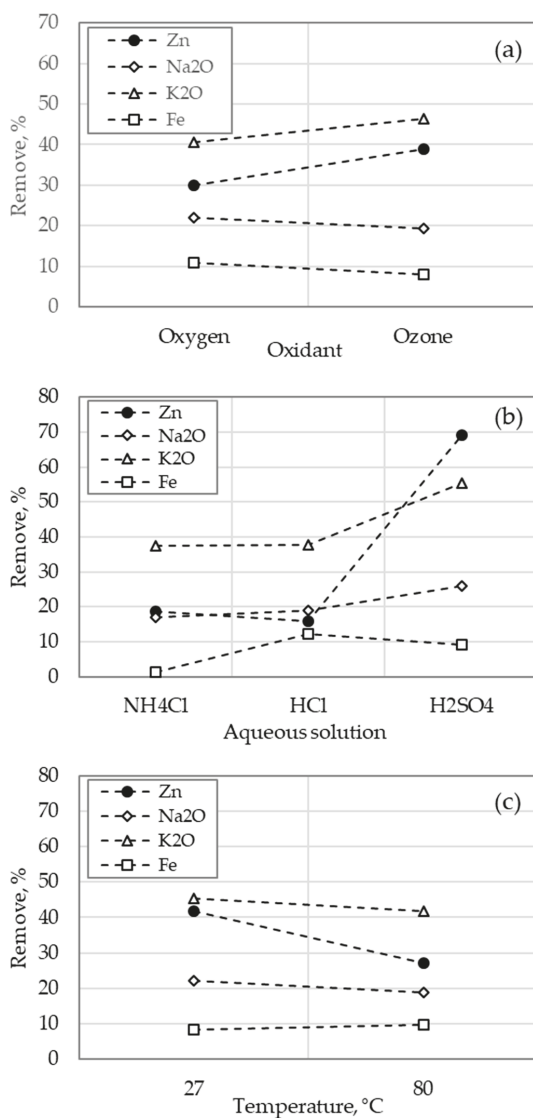 70
60
50
40
30
20
10
0
Remove, %
Zn
Na2O
K2O
Fe
(a)
Oxygen
Ozone
Oxidant
80
70
60
50
40
30
20
10
0
Remove, %
Zn
Na2O
K2O
Fe
(b)
NH4Cl
HCl
H2SO4
Aqueous solution
80
70
60
50
40
30
20
10
0
Remove, %
Zn
Na2O
K2O
Fe
(c)
27
80
Temperature, °C